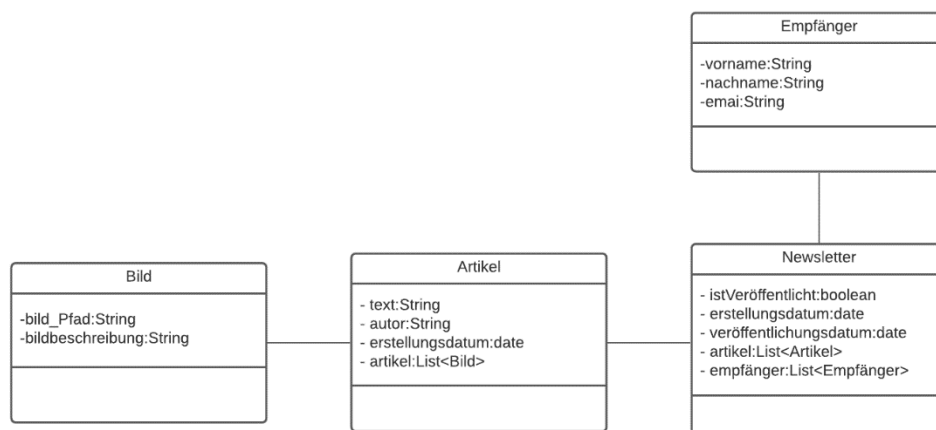 Empfänger
-vorname:String
-nachname:String
-emai:String
Bild
-bild_Pfad:String
-bildbeschreibung:String
Artikel
- text:String
- autor:String
- erstellungsdatum:date
- artikel:List<Bild>
Newsletter
- istVeröffentlicht:boolean
- erstellungsdatum:date
- veröffentlichungsdatum:date
- artikel:List<Artikel>
- empfänger:List<Empfänger>